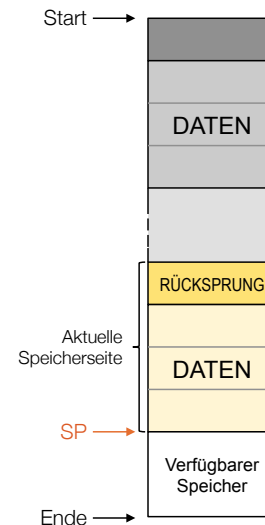 Start
DATEN
RÜCKSPRUNG
Aktuelle
Speicherseite
DATEN
SP
Verfügbarer
Speicher
Ende